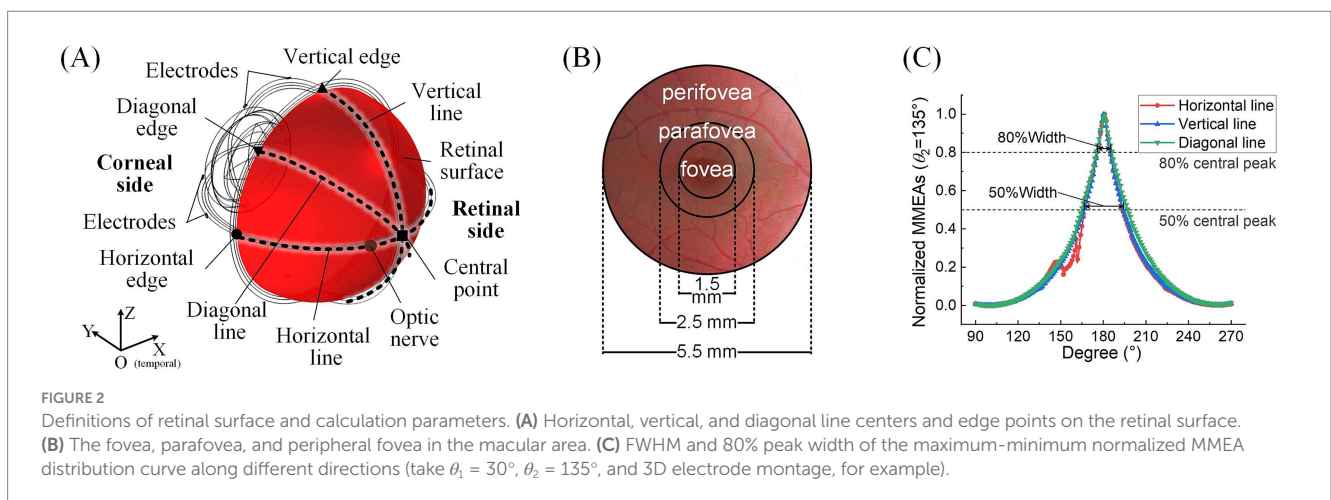 (A)
Electrodes
Vertical edge
Diagonal edge
Vertical line
Corneal side
Retinal surface
Electrodes
Retinal side
Horizontal edge
Central point
Diagonal line
Horizontal line
Optic nerve
Z
Y
O
X
(temporal)
(B)
perifovea
parafovea
fovea
1.5 mm
2.5 mm
5.5 mm
(C)
Normalized MMEAs (θ₂=135°)
1.0
0.8
0.6
0.4
0.2
0.0
Horizontal line
Vertical line
Diagonal line
80%Width
80% central peak
50%Width
50% central peak
90 120 150 180 210 240 270
Degree (°)
FIGURE 2
Definitions of retinal surface and calculation parameters. (A) Horizontal, vertical, and diagonal line centers and edge points on the retinal surface.
(B) The fovea, parafovea, and peripheral fovea in the macular area. (C) FWHM and 80% peak width of the maximum-minimum normalized MMEA
distribution curve along different directions (take θ₁ = 30°, θ₂ = 135°, and 3D electrode montage, for example).